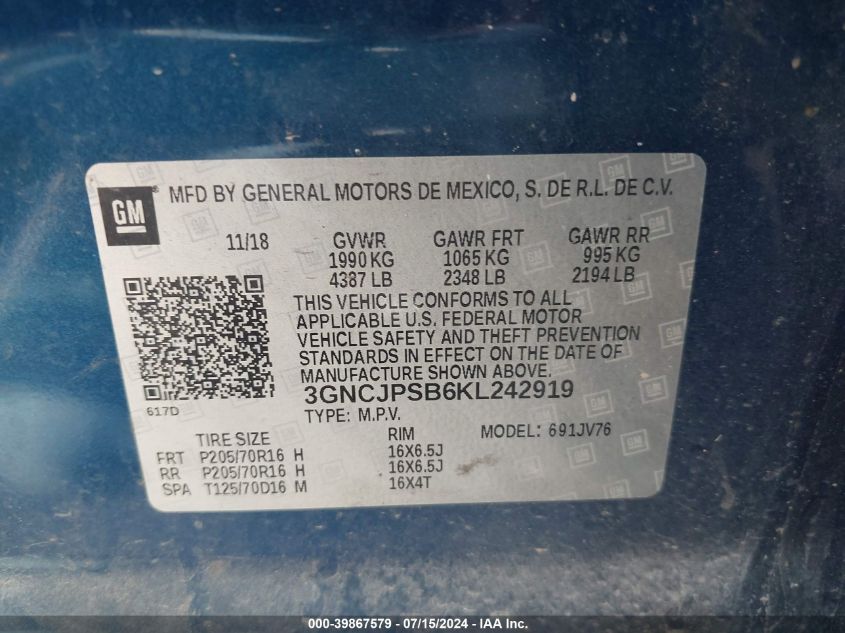 GM ® MFD BY GENERAL MOTORS DE MEXICO, S. DE R.L. DE C.V.
11/18 GVWR GAWR FRT GAWR RR
1990 KG 1065 KG 995 KG
4387 LB 2348 LB 2194 LB
THIS VEHICLE CONFORMS TO ALL
APPLICABLE U.S. FEDERAL MOTOR
VEHICLE SAFETY AND THEFT PREVENTION
STANDARDS IN EFFECT ON THE DATE OF
MANUFACTURE SHOWN ABOVE.
617D 3GNCJPSB6KL242919
TYPE: M.P.V.
TIRE SIZE RIM MODEL: 691JV76
FRT P205/70R16 H 16X6.5J
RR P205/70R16 H 16X6.5J
SPA T125/70D16 M 16X4T
000-39867579 - 07/15/2024 - IAA Inc.